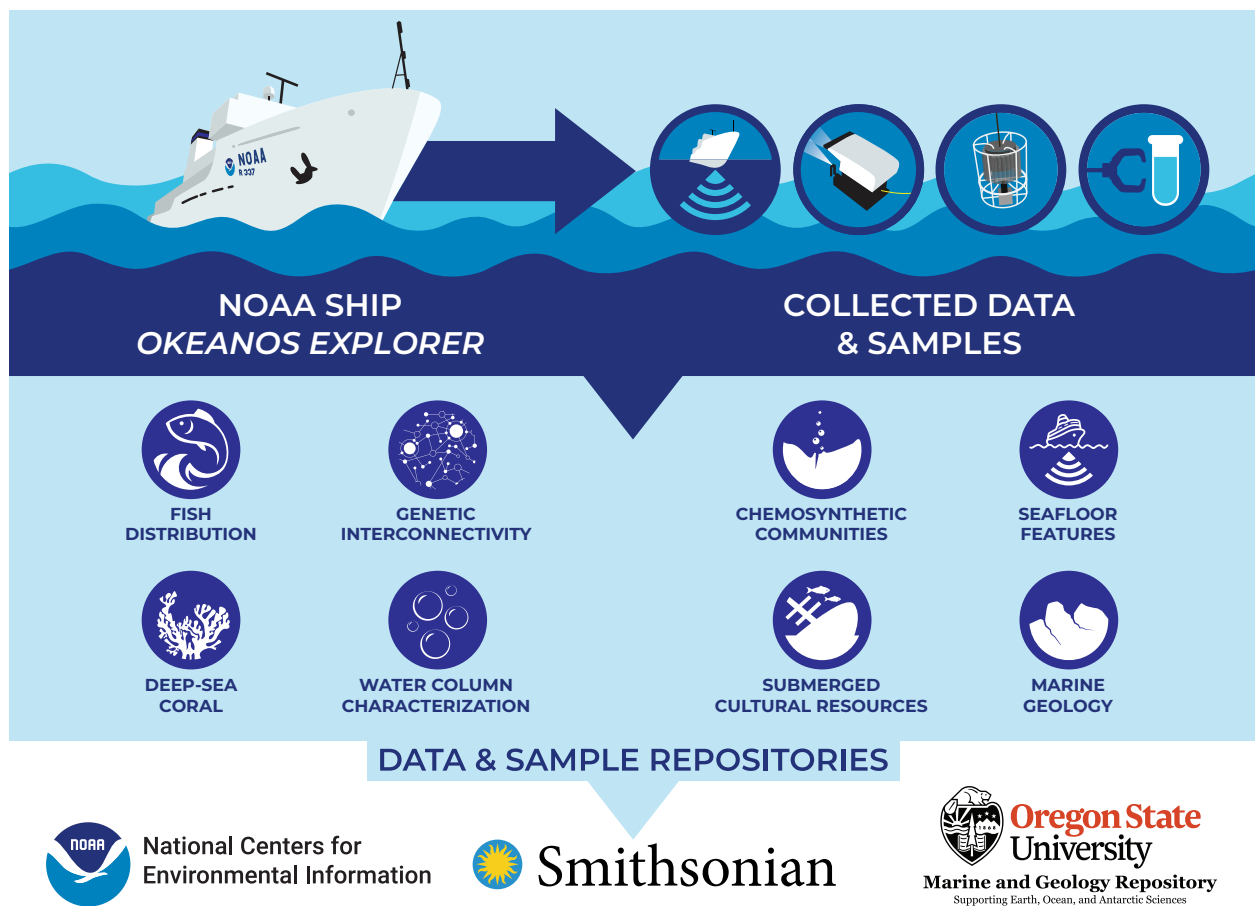 NOAA
R 337
NOAA SHIP
OKEANOS EXPLORER
COLLECTED DATA
& SAMPLES
FISH
DISTRIBUTION
GENETIC
INTERCONNECTIVITY
CHEMOSYNTHETIC
COMMUNITIES
SEAFLOOR
FEATURES
DEEP-SEA
CORAL
WATER COLUMN
CHARACTERIZATION
SUBMERGED
CULTURAL RESOURCES
MARINE
GEOLOGY
DATA & SAMPLE REPOSITORIES
NOAA
National Centers for
Environmental Information
Smithsonian
1868
Oregon State
University
Marine and Geology Repository
Supporting Earth, Ocean, and Antarctic Sciences